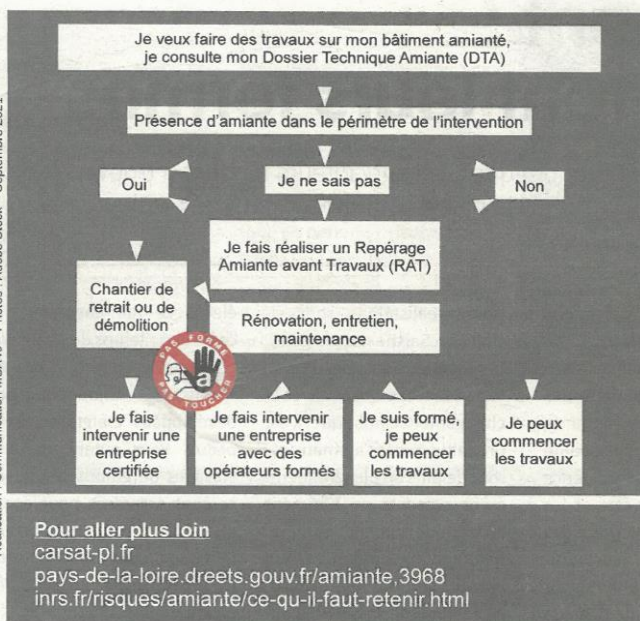 Je veux faire des travaux sur mon bâtiment amianté,
je consulte mon Dossier Technique Amiante (DTA)
Présence d'amiante dans le périmètre de l'intervention
Oui
Je ne sais pas
Non
Je fais réaliser un Repérage
Amiante avant Travaux (RAT)
Chantier de
retrait ou de
démolition
Rénovation, entretien,
maintenance
PAS FORMÉ
a
PAS TOUCHER
Je fais
intervenir une
entreprise
certifiée
Je fais intervenir
une entreprise
avec des
opérateurs formés
Je suis formé,
je peux
commencer
les travaux
Je peux
commencer
les travaux
Pour aller plus loin
carsat-pl.fr
pays-de-la-loire.dreets.gouv.fr/amiante,3968
inrs.fr/risques/amiante/ce-qu-il-faut-retenir.html